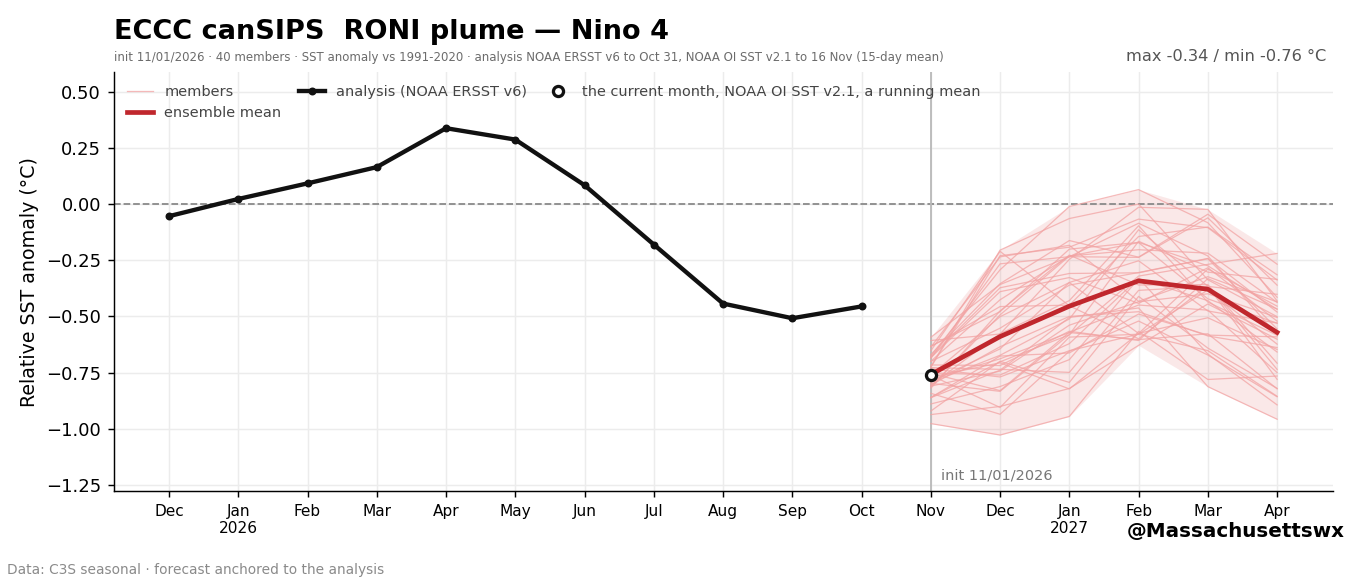 ECCC canSIPS  RONI plume — Nino 4
init 11/01/2026 · 40 members · SST anomaly vs 1991-2020 · analysis NOAA ERSST v6 to Oct 31, NOAA OI SST v2.1 to 16 Nov (15-day mean)
max -0.34 / min -0.76 °C
members
ensemble mean
analysis (NOAA ERSST v6)
the current month, NOAA OI SST v2.1, a running mean
Relative SST anomaly (°C)
0.50
0.25
0.00
−0.25
−0.50
−0.75
−1.00
−1.25
init 11/01/2026
Dec Jan Feb Mar Apr May Jun Jul Aug Sep Oct Nov Dec Jan Feb Mar Apr
2026 2027
@Massachusettswx
Data: C3S seasonal · forecast anchored to the analysis